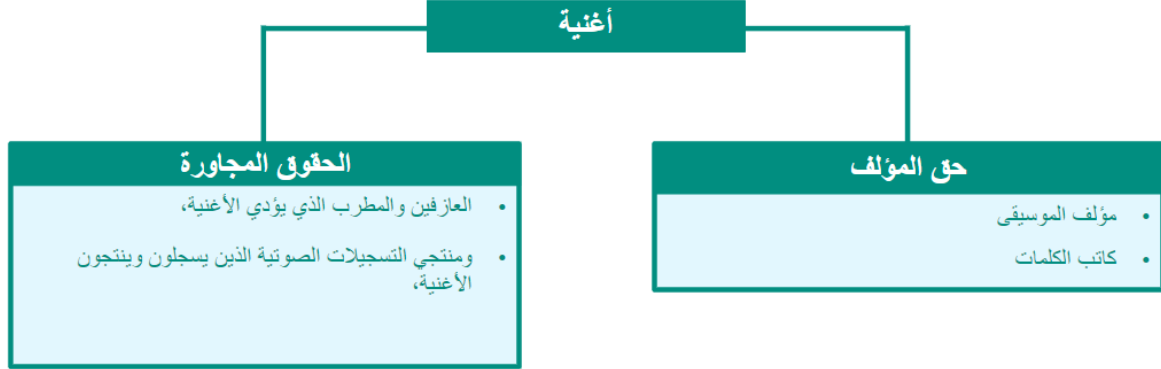 أغنية
حق المؤلف
• مؤلف الموسيقى
• كاتب الكلمات
الحقوق المجاورة
• العازفين والمطرب الذي يؤدي الأغنية،
• ومنتجي التسجيلات الصوتية الذين يسجلون وينتجون
الأغنية،